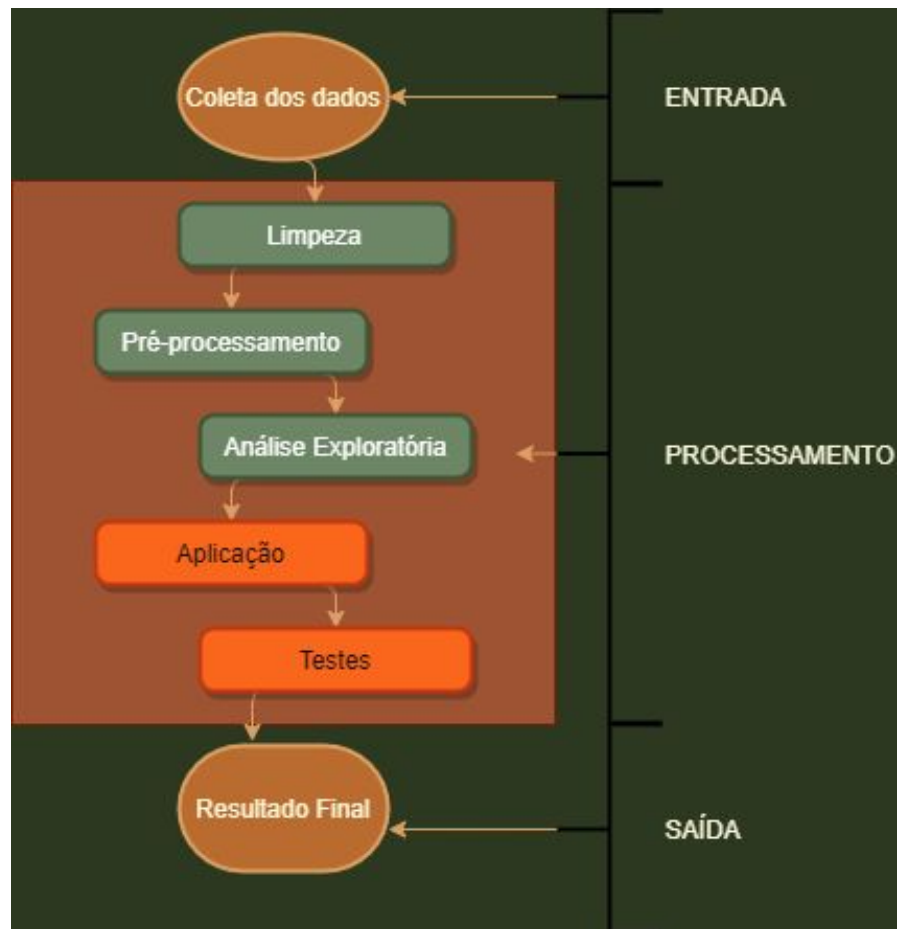 Coleta dos dados
ENTRADA
Limpeza
Pré-processamento
Análise Exploratória
PROCESSAMENTO
Aplicação
Testes
Resultado Final
SAÍDA